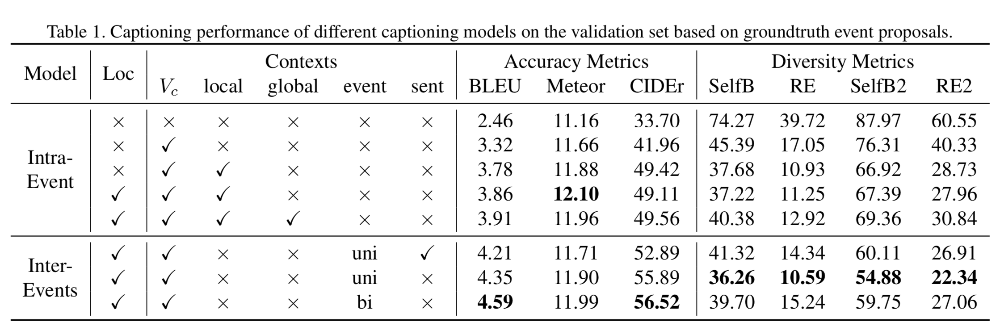 Table 1. Captioning performance of different captioning models on the validation set based on groundtruth event proposals.
Model Loc Contexts Accuracy Metrics Diversity Metrics
V_c local global event sent BLEU Meteor CIDEr SelfB RE SelfB2 RE2
Intra-Event
× × × × × × 2.46 11.16 33.70 74.27 39.72 87.97 60.55
× ✓ × × × × 3.32 11.66 41.96 45.39 17.05 76.31 40.33
× ✓ ✓ × × × 3.78 11.88 49.42 37.68 10.93 66.92 28.73
✓ ✓ ✓ × × × 3.86 12.10 49.11 37.22 11.25 67.39 27.96
✓ ✓ ✓ ✓ × × 3.91 11.96 49.56 40.38 12.92 69.36 30.84
Inter-Events
✓ ✓ × × uni ✓ 4.21 11.71 52.89 41.32 14.34 60.11 26.91
✓ ✓ × × uni × 4.35 11.90 55.89 36.26 10.59 54.88 22.34
✓ ✓ × × bi × 4.59 11.99 56.52 39.70 15.24 59.75 27.06